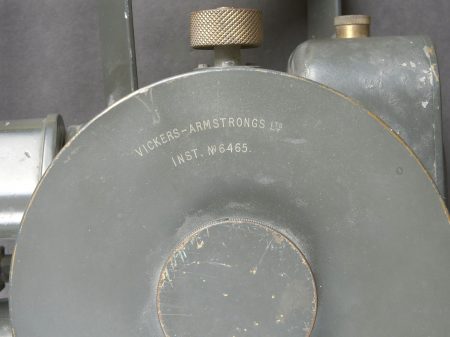 VICKERS-ARMSTRONGS LTD
INST. No 6465.